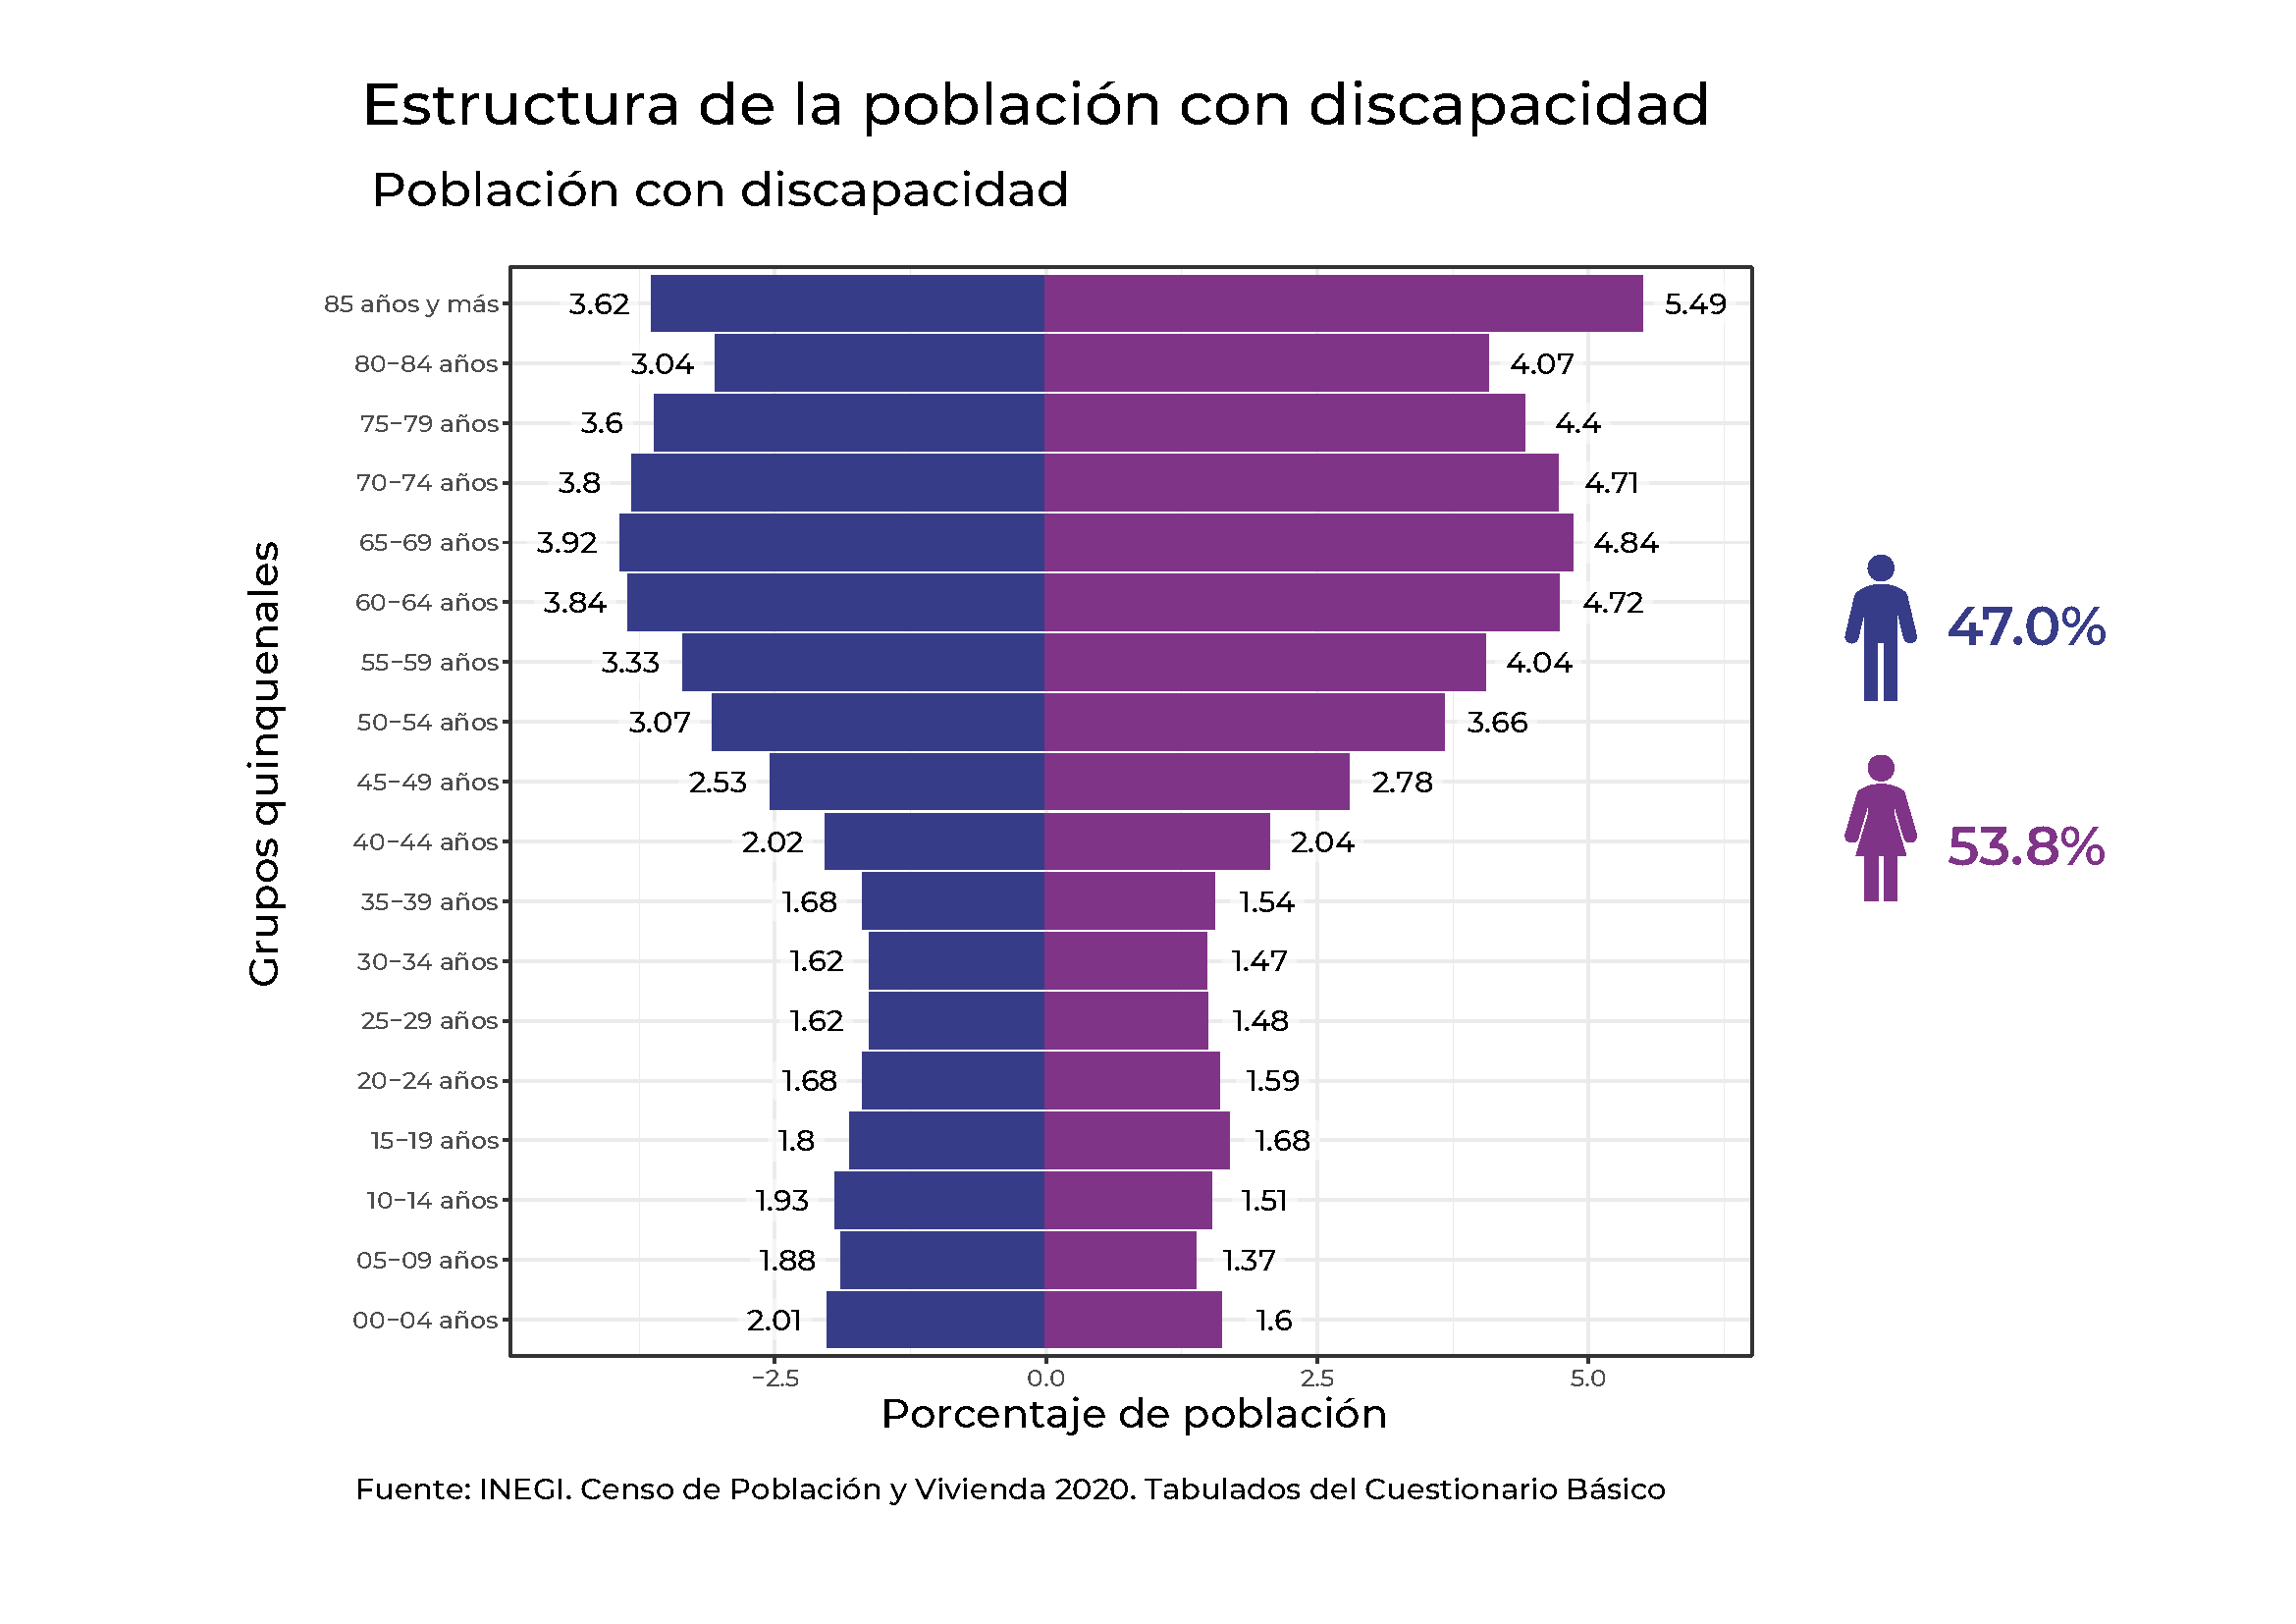 Estructura de la población con discapacidad
Población con discapacidad
Grupos quinquenales
85 años y más 3.62 5.49
80-84 años 3.04 4.07
75-79 años 3.6 4.4
70-74 años 3.8 4.71
65-69 años 3.92 4.84
60-64 años 3.84 4.72
55-59 años 3.33 4.04
50-54 años 3.07 3.66
45-49 años 2.53 2.78
40-44 años 2.02 2.04
35-39 años 1.68 1.54
30-34 años 1.62 1.47
25-29 años 1.62 1.48
20-24 años 1.68 1.59
15-19 años 1.8 1.68
10-14 años 1.93 1.51
05-09 años 1.88 1.37
00-04 años 2.01 1.6
-2.5 0.0 2.5 5.0
Porcentaje de población
47.0%
53.8%
Fuente: INEGI. Censo de Población y Vivienda 2020. Tabulados del Cuestionario Básico